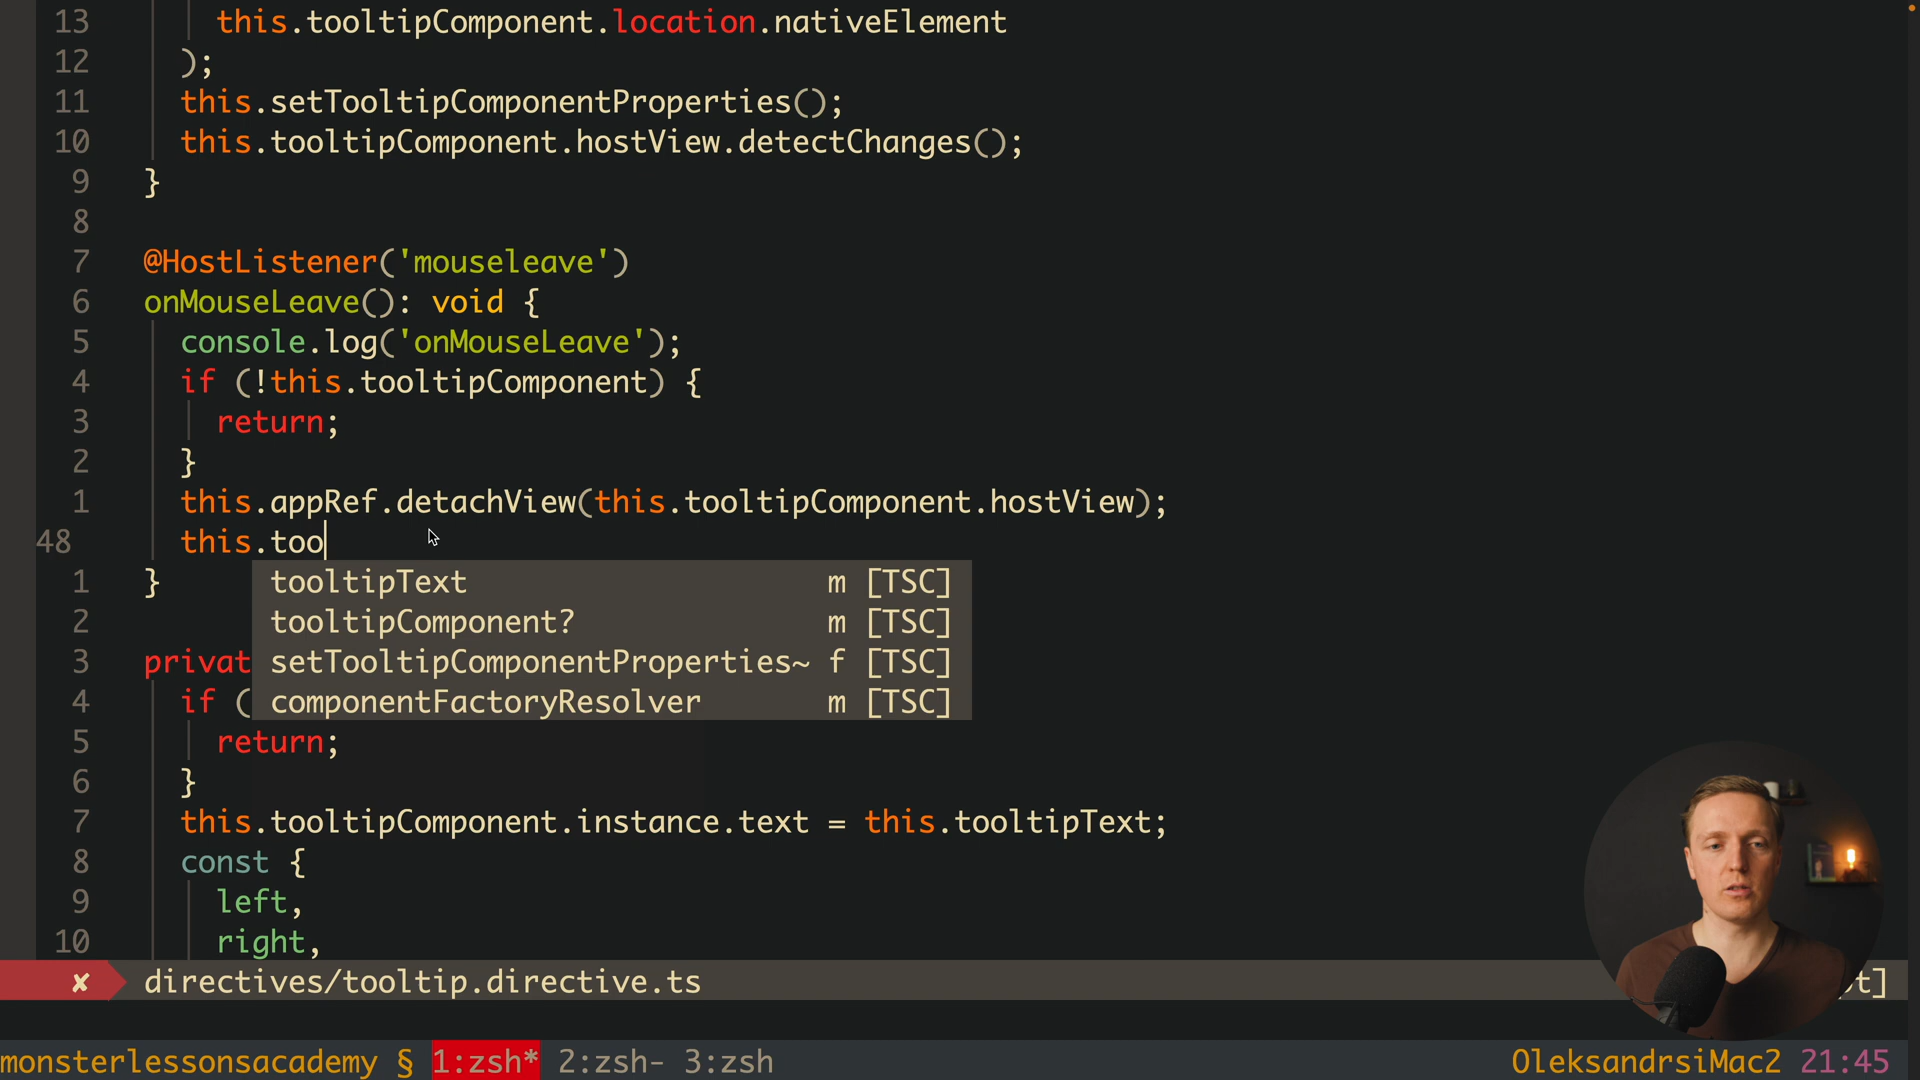 13 this.tooltipComponent.location.nativeElement
12 );
11 this.setTooltipComponentProperties();
10 this.tooltipComponent.hostView.detectChanges();
9 }
8
7 @HostListener('mouseleave')
6 onMouseLeave(): void {
5 console.log('onMouseLeave');
4 if (!this.tooltipComponent) {
3 return;
2 }
1 this.appRef.detachView(this.tooltipComponent.hostView);
48 this.too
1 } tooltipText m [TSC]
2 tooltipComponent? m [TSC]
3 privat setTooltipComponentProperties~ f [TSC]
4 if ( componentFactoryResolver m [TSC]
5 return;
6 }
7 this.tooltipComponent.instance.text = this.tooltipText;
8 const {
9 left,
10 right,
✘ directives/tooltip.directive.ts t]
monsterlessonsacademy § 1:zsh* 2:zsh- 3:zsh OleksandrsiMac2 21:45